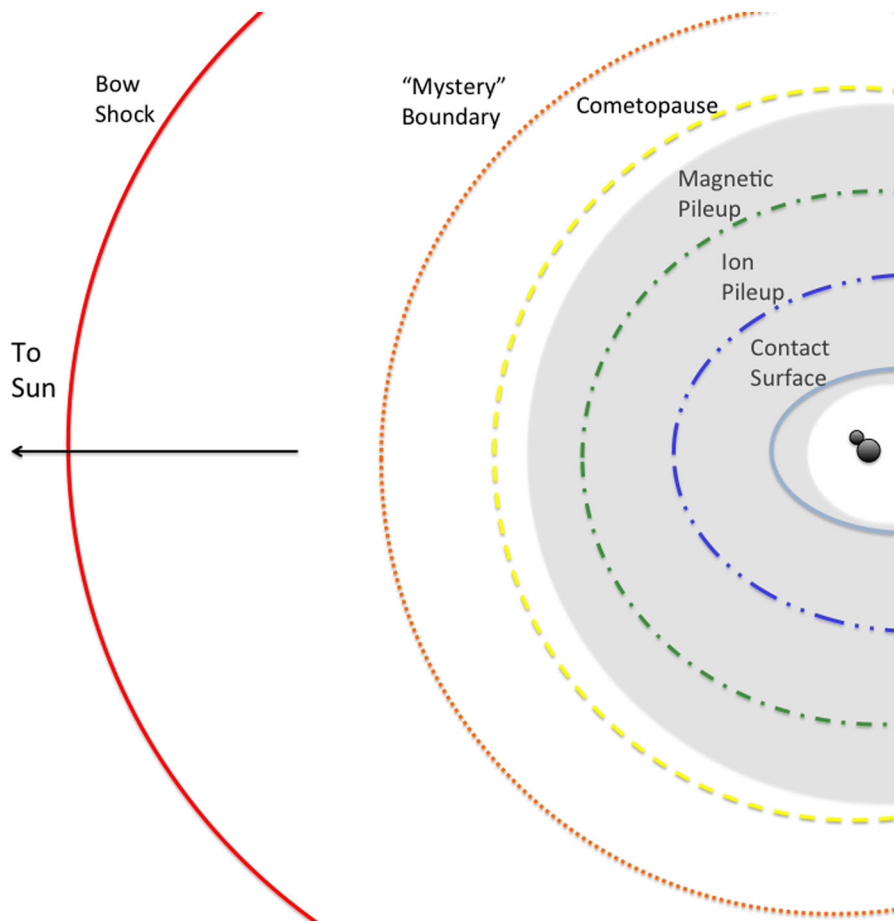 Bow
Shock
“Mystery”
Boundary
Cometopause
Magnetic
Pileup
Ion
Pileup
Contact
Surface
To
Sun